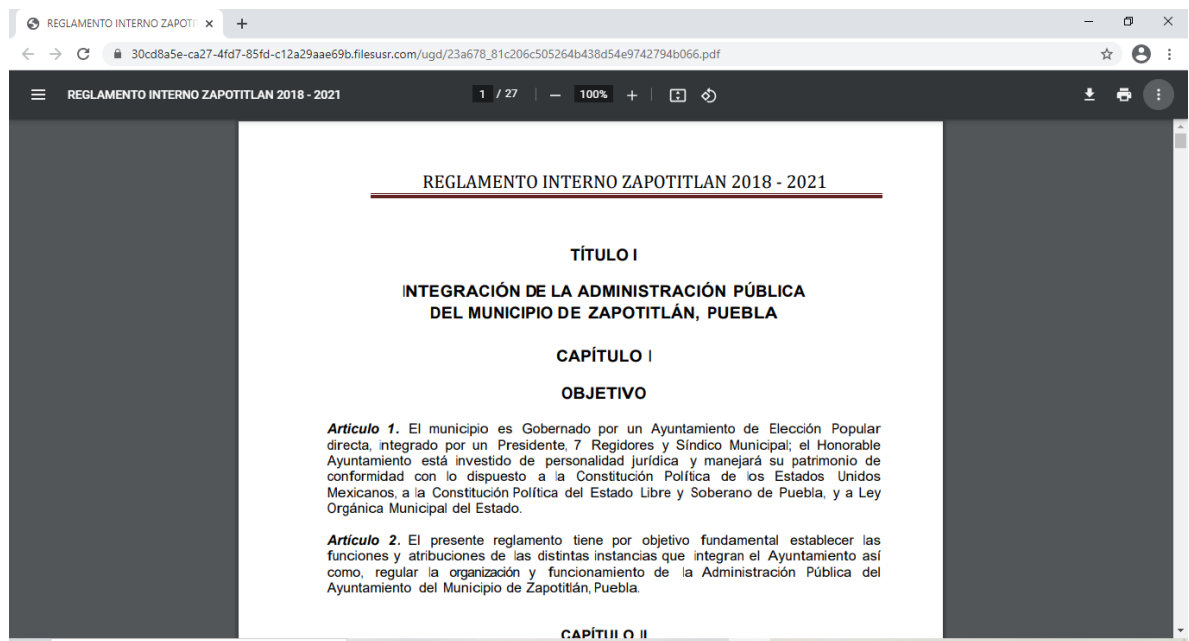 REGLAMENTO INTERNO ZAPOTI
30cd8a5e-ca27-4fd7-85fd-c12a29aae69b.filesusr.com/ugd/23a678_81c206c505264b438d54e9742794b066.pdf
REGLAMENTO INTERNO ZAPOTITLAN 2018 - 2021
1 / 27
100%
REGLAMENTO INTERNO ZAPOTITLAN 2018 - 2021
TÍTULO I
INTEGRACIÓN DE LA ADMINISTRACIÓN PÚBLICA
DEL MUNICIPIO DE ZAPOTITLÁN, PUEBLA
CAPÍTULO I
OBJETIVO
Artículo 1. El municipio es Gobernado por un Ayuntamiento de Elección Popular
directa, integrado por un Presidente, 7 Regidores y Síndico Municipal; el Honorable
Ayuntamiento está investido de personalidad jurídica y manejará su patrimonio de
conformidad con lo dispuesto a la Constitución Política de los Estados Unidos
Mexicanos, a la Constitución Política del Estado Libre y Soberano de Puebla, y a Ley
Orgánica Municipal del Estado.
Artículo 2. El presente reglamento tiene por objetivo fundamental establecer las
funciones y atribuciones de las distintas instancias que integran el Ayuntamiento así
como, regular la organización y funcionamiento de la Administración Pública del
Ayuntamiento del Municipio de Zapotitlán, Puebla.
CAPÍTULO II